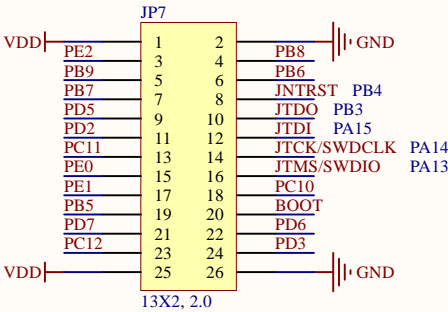 JP7
VDD 1 2 GND
PE2 3 4 PB8
PB9 5 6 PB6
PB7 7 8 JNTRST PB4
PD5 9 10 JTDO PB3
PD2 11 12 JTDI PA15
PC11 13 14 JTCK/SWDCLK PA14
PE0 15 16 JTMS/SWDIO PA13
PE1 17 18 PC10
PB5 19 20 BOOT
PD7 21 22 PD6
PC12 23 24 PD3
VDD 25 26 GND
13X2, 2.0